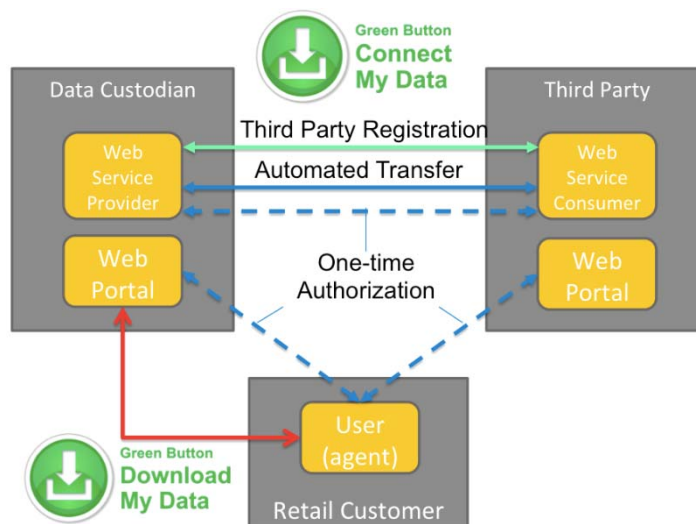 Green Button
Connect
My Data
Data Custodian
Third Party
Third Party Registration
Web
Service
Provider
Automated Transfer
Web
Service
Consumer
Web
Portal
One-time
Authorization
Web
Portal
User
(agent)
Green Button
Download
My Data
Retail Customer